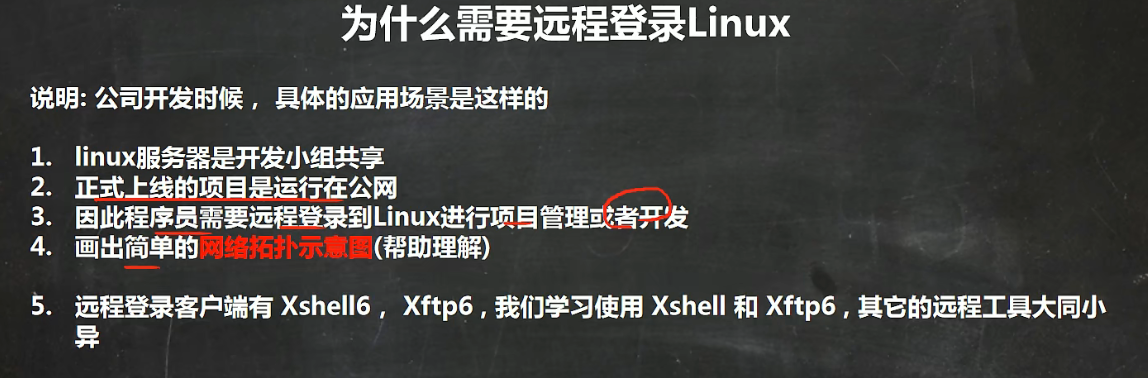 为什么需要远程登录Linux
说明: 公司开发时候， 具体的应用场景是这样的
1. linux服务器是开发小组共享
2. 正式上线的项目是运行在公网
3. 因此程序员需要远程登录到Linux进行项目管理或者开发
4. 画出简单的网络拓扑示意图(帮助理解)
5. 远程登录客户端有 Xshell6， Xftp6 , 我们学习使用 Xshell 和 Xftp6 , 其它的远程工具大同小
异